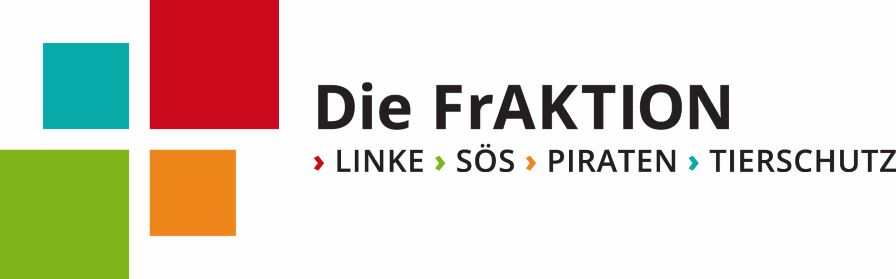 Die FrAKTION
› LINKE › SÖS › PIRATEN › TIERSCHUTZ